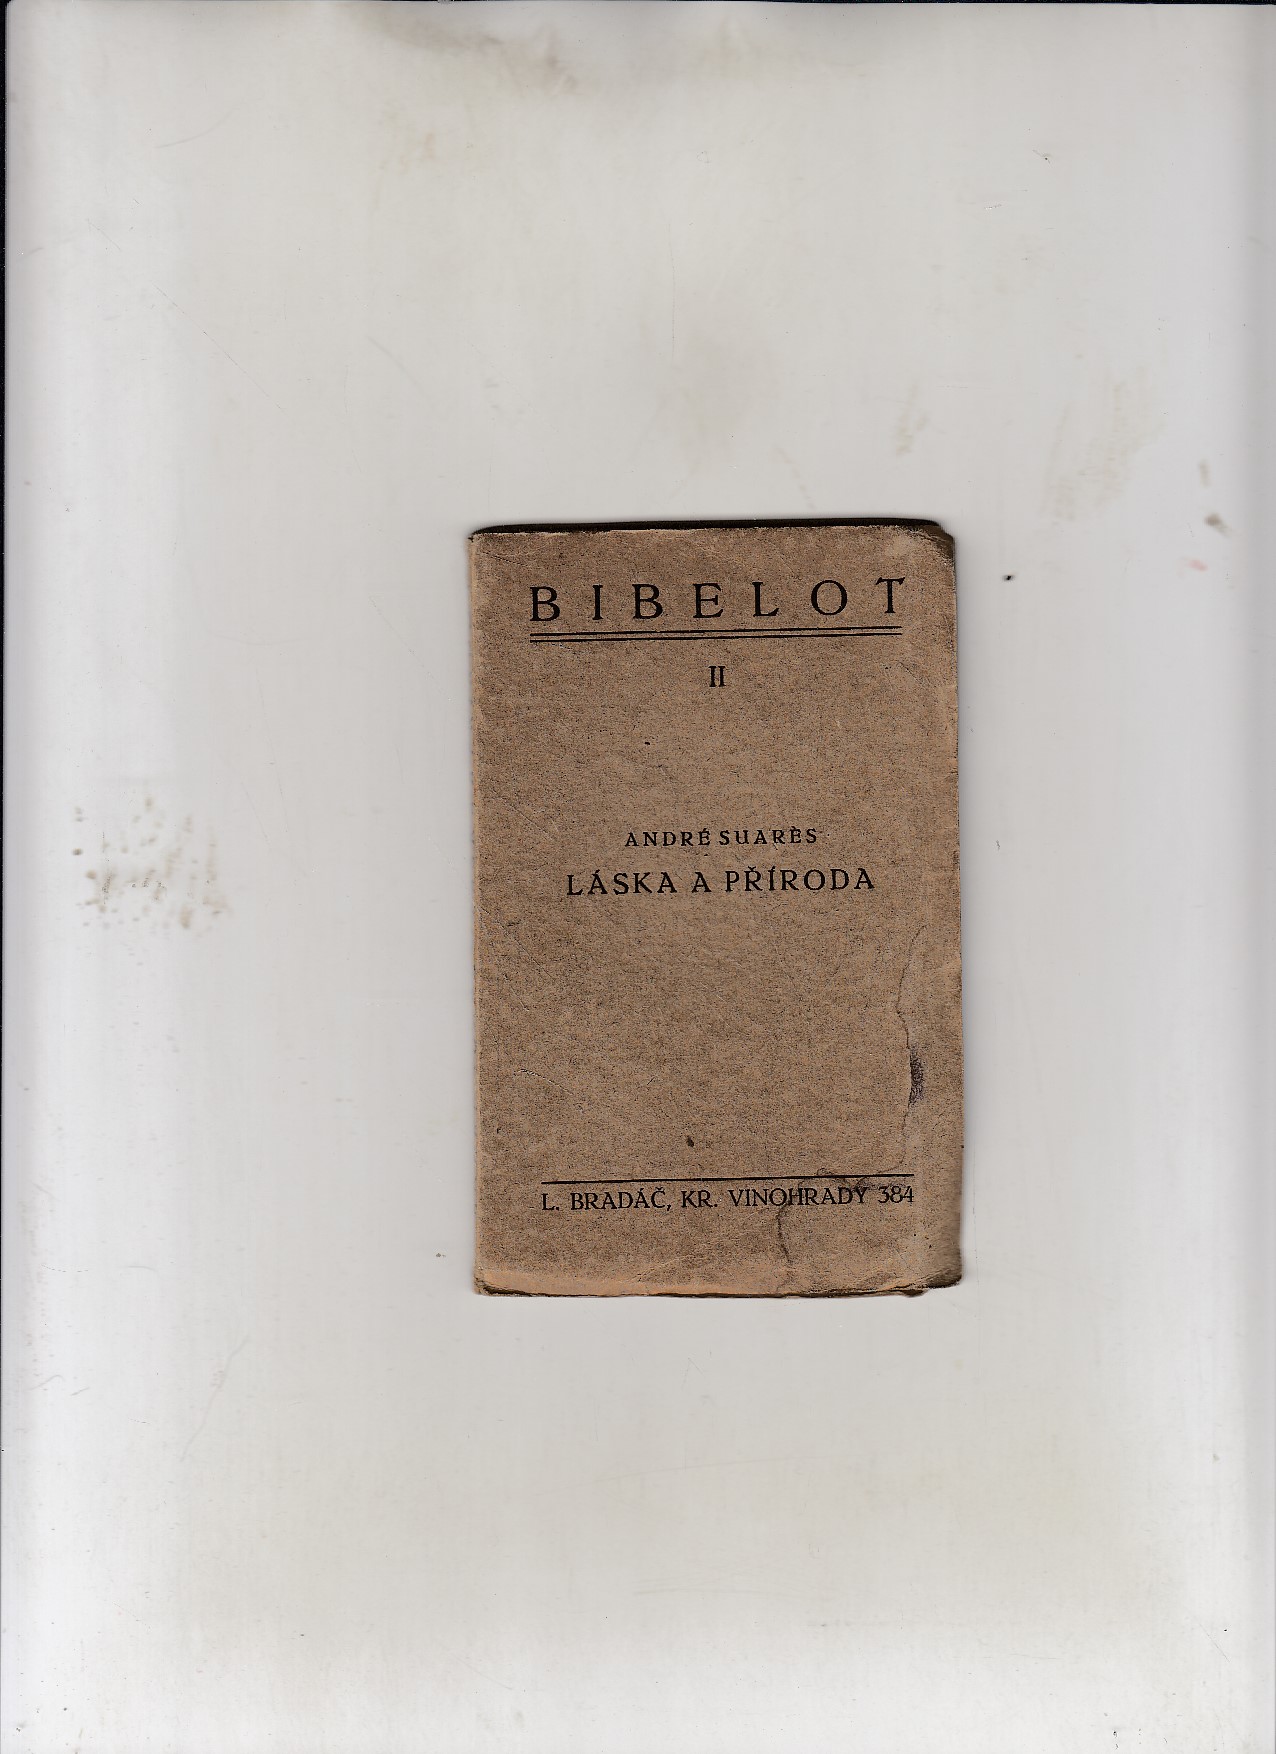 BIBELOT
II
ANDRÉ SUARÈS
LÁSKA A PŘÍRODA
L. BRADÁČ, KR. VINOHRADY 384